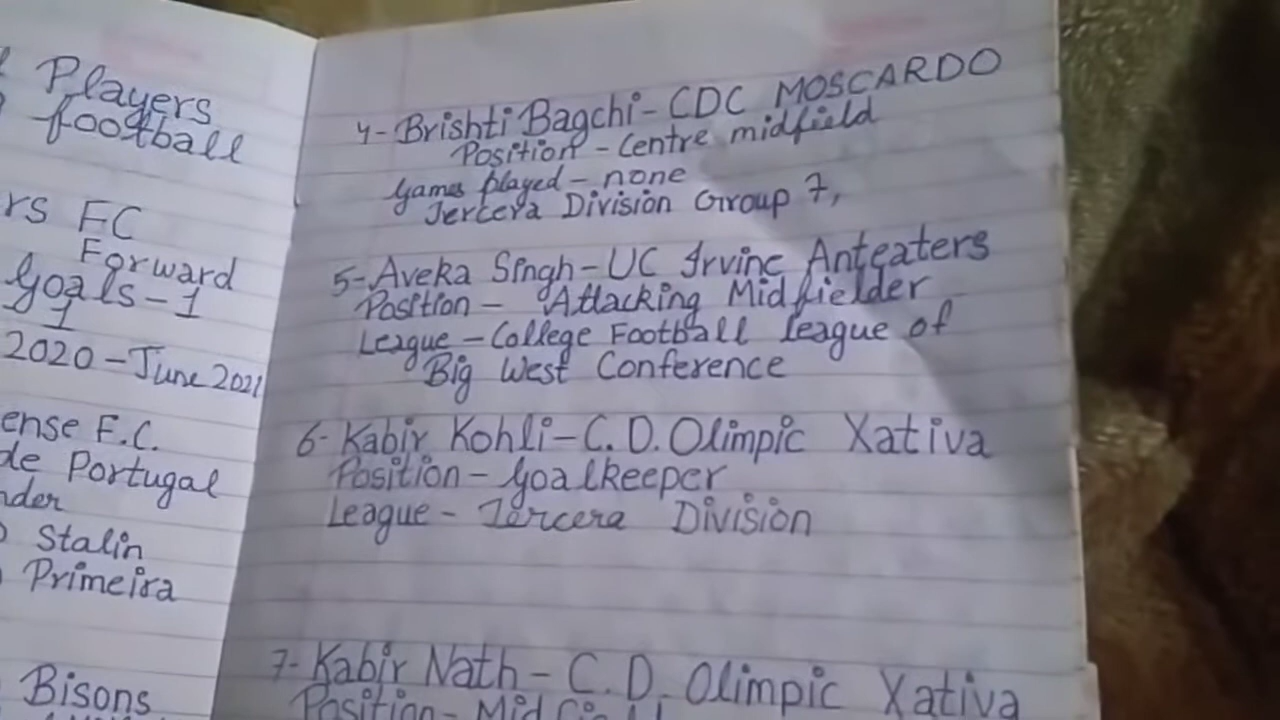 Players
football
rs FC
Forward
Goals-1
1
2020-June 2021
ense F.C.
de Portugal
nder
Stalin
Primeira
Bisons
4-Brishti Bagchi-CDC MOSCARDO
Position-Centre midfield
Games played-none
Tercera Division Group 7,
5-Aveka Singh-UC Irvine Anteaters
Position- Attacking Midfielder
League-College Football league of
Big West Conference
6-Kabir Kohli-C.D.Olimpic Xativa
Position-Goalkeeper
League-Tercera Division
7-Kabir Nath-C.D.Olimpic Xativa
Position-Midfield